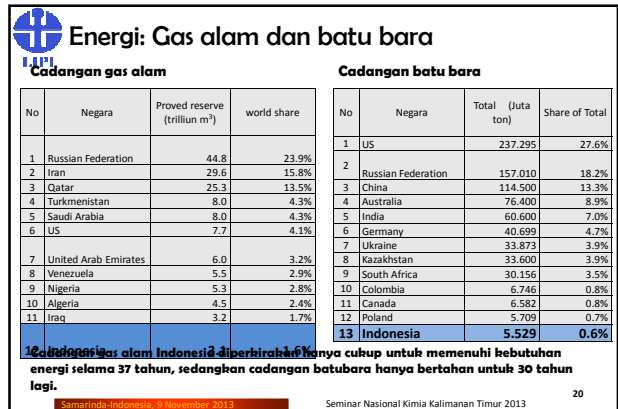 Energi: Gas alam dan batu bara
LIPI
Cadangan gas alam
No Negara Proved reserve (trilliun m³) world share
1 Russian Federation 44.8 23.9%
2 Iran 29.6 15.8%
3 Qatar 25.3 13.5%
4 Turkmenistan 8.0 4.3%
5 Saudi Arabia 8.0 4.3%
6 US 7.7 4.1%
7 United Arab Emirates 6.0 3.2%
8 Venezuela 5.5 2.9%
9 Nigeria 5.3 2.8%
10 Algeria 4.5 2.4%
11 Iraq 3.2 1.7%
12 Indonesia 1.6%
Cadangan batu bara
No Negara Total (Juta ton) Share of Total
1 US 237.295 27.6%
2 Russian Federation 157.010 18.2%
3 China 114.500 13.3%
4 Australia 76.400 8.9%
5 India 60.600 7.0%
6 Germany 40.699 4.7%
7 Ukraine 33.873 3.9%
8 Kazakhstan 33.600 3.9%
9 South Africa 30.156 3.5%
10 Colombia 6.746 0.8%
11 Canada 6.582 0.8%
12 Poland 5.709 0.7%
13 Indonesia 5.529 0.6%
Cadangan gas alam Indonesia diperkirakan hanya cukup untuk memenuhi kebutuhan
energi selama 37 tahun, sedangkan cadangan batubara hanya bertahan untuk 30 tahun
lagi.
20
Samarinda-Indonesia, 9 November 2013
Seminar Nasional Kimia Kalimanan Timur 2013